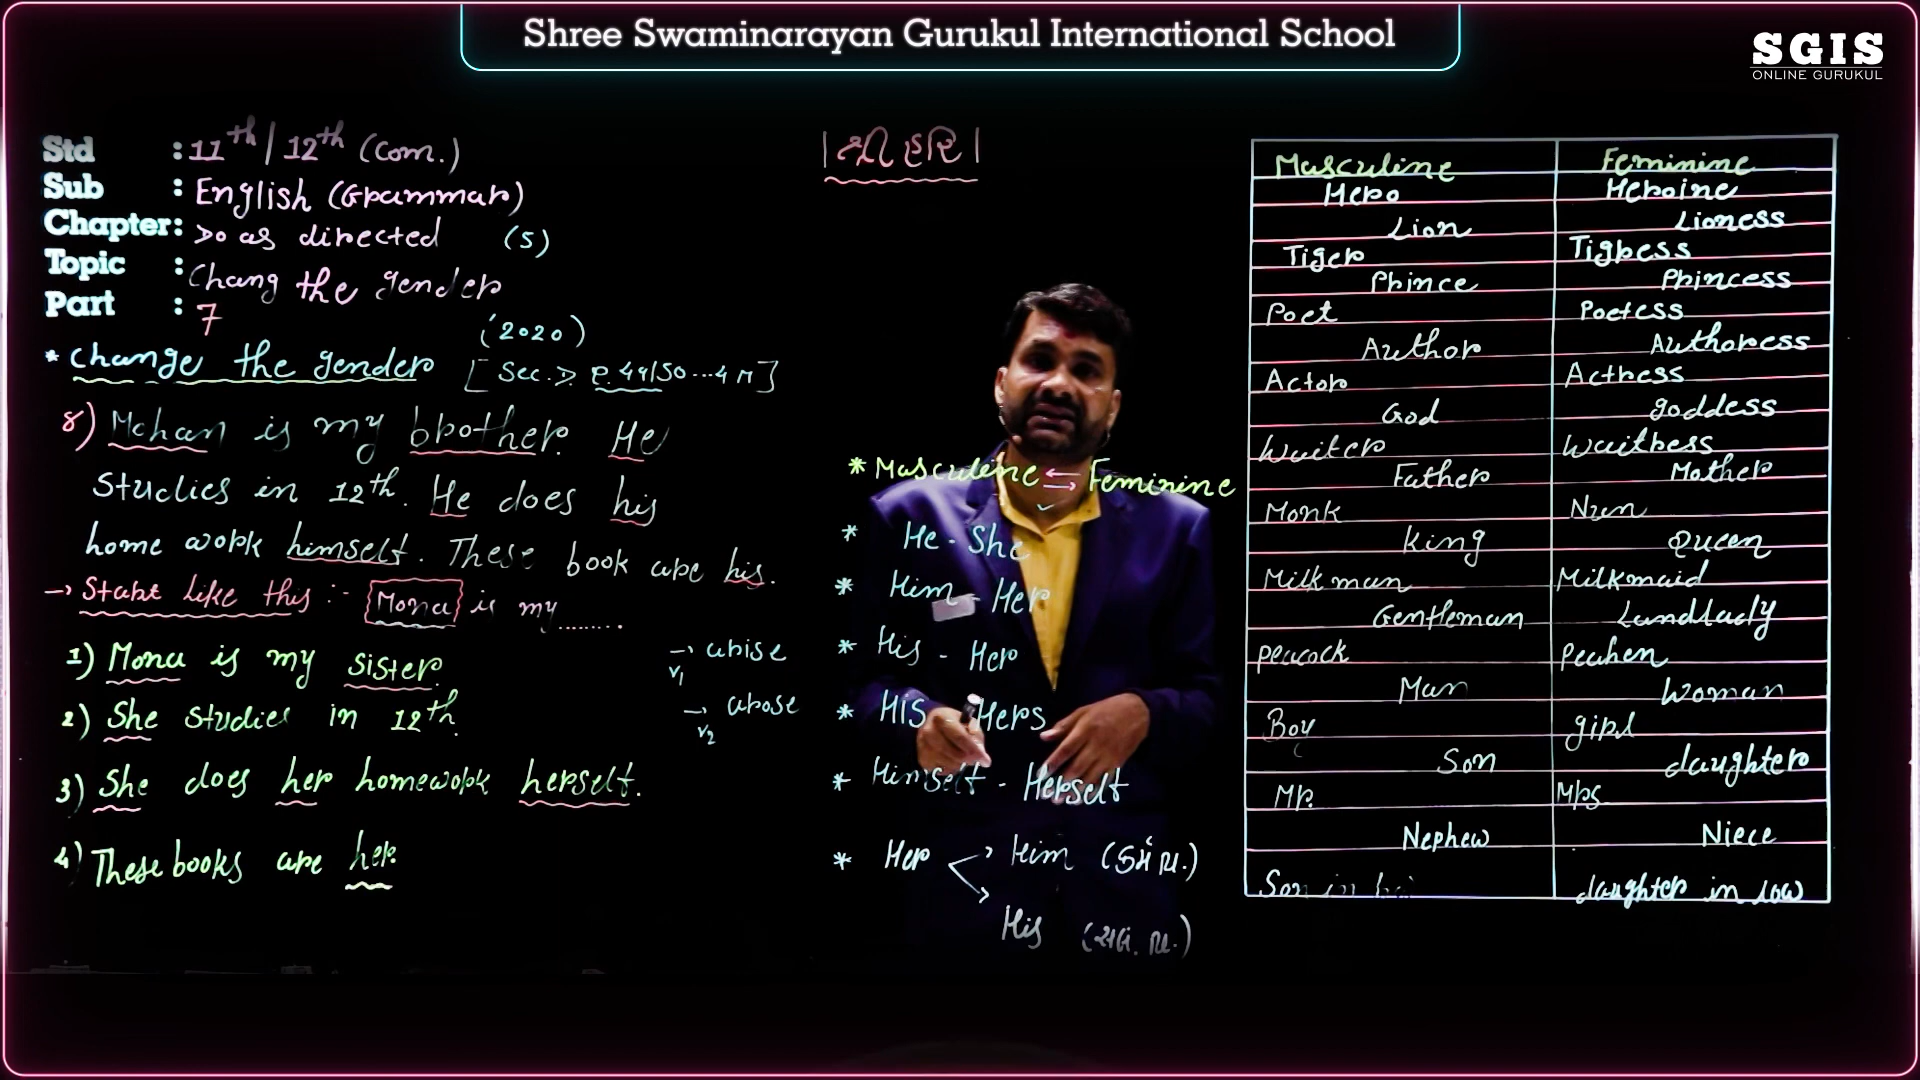 Shree Swaminarayan Gurukul International School
SGIS
ONLINE GURUKUL
Std : 11th / 12th (Com.)
Sub : English (Grammar)
Chapter: Do as directed (5)
Topic : Chang the gender
Part : 7
(2020)
* Change the gender [Sec. D P. 49/50...4 M]
8) Mohan is my brother. He
Studies in 12th. He does his
home work himself. These book are his.
→ Start like this :- Mona is my........
1) Mona is my sister.
2) She Studies in 12th.
3) She does her homework herself.
4) These books are her.
→ arise
V1
→ arose
V2
|શ્રી હરિ|
* Masculine ⇆ Feminine
* He - She
* Him - Her
* His - Her
* His - Hers
* Himself - Herself
* Her → Him (કર્મ વિ.)
→ His
Masculine Feminine
Hero Heroine
Lion Lioness
Tiger Tigress
Prince Princess
Poet Poetess
Author Authoress
Actor Actress
God goddess
Waiter Waitress
Father Mother
Monk Nun
King Queen
Milkman Milkmaid
Gentleman Landlady
Peacock Peahen
Man Woman
Boy girl
Son daughter
Mr. Mrs
Nephew Niece
Son in daughter in low